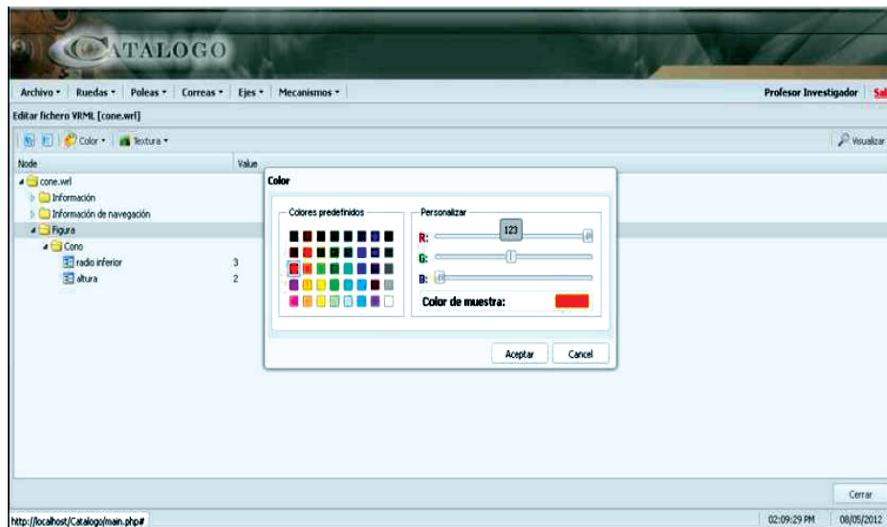 CATALOGO
Archivo Ruedas Poleas Correas Ejes Mecanismos Profesor Investigador
Editar fichero VRML [cone.wrl]
Color Textura Visualizar
Node Value
cone.wrl
Información
Información de navegación
Figura
Cono
radio inferior 3
altura 2
Color
Colores predefinidos
Personalizar
123
R:
G:
B:
Color de muestra:
Aceptar Cancel
Cerrar
http://localhost/Catalogo/main.php# 02:09:29 PM 08/05/2012